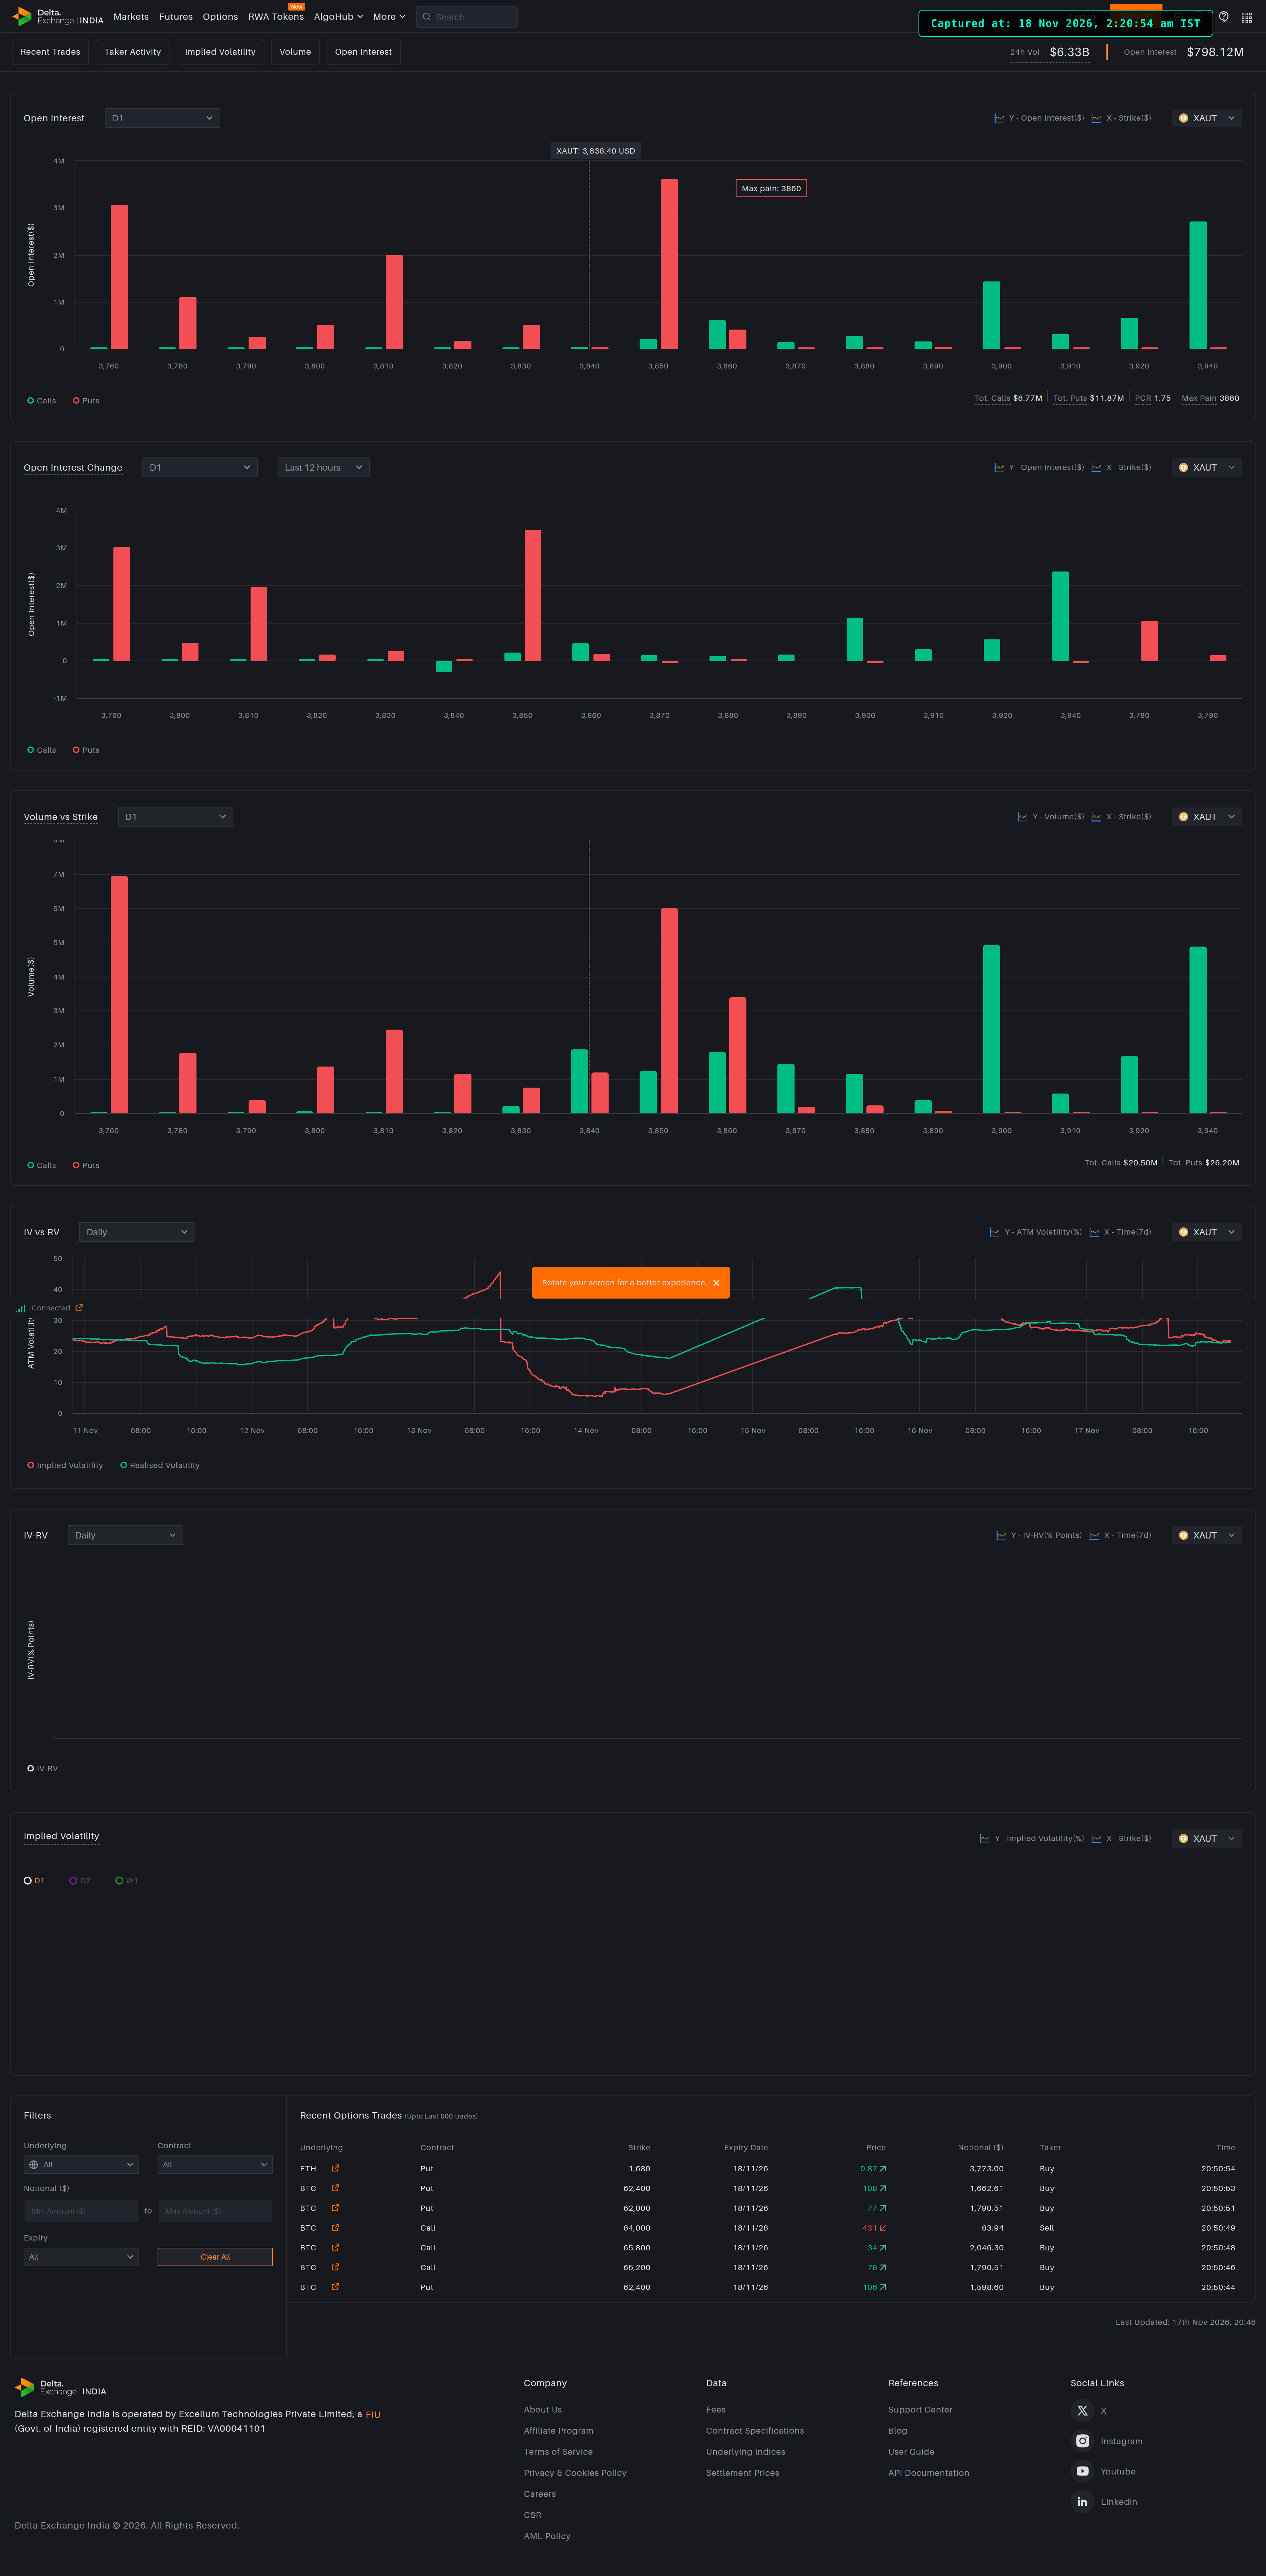 Delta.
Exchange | INDIA
Markets Futures Options RWA Tokens New AlgoHub More Search
Captured at: 18 Nov 2026, 2:20:54 am IST
Recent Trades Taker Activity Implied Volatility Volume Open Interest
24h Vol $6.33B Open Interest $798.12M
Open Interest D1 Y - Open Interest($) X - Strike($) XAUT
XAUT: 3,836.40 USD
Max pain: 3860
4M
3M
2M
1M
0
Open Interest($)
3,760 3,780 3,790 3,800 3,810 3,820 3,830 3,840 3,850 3,860 3,870 3,880 3,890 3,900 3,910 3,920 3,940
Calls Puts
Tot. Calls $6.77M Tot. Puts $11.87M PCR 1.75 Max Pain 3860
Open Interest Change D1 Last 12 hours Y - Open Interest($) X - Strike($) XAUT
4M
3M
2M
1M
0
-1M
Open Interest($)
3,760 3,800 3,810 3,820 3,830 3,840 3,850 3,860 3,870 3,880 3,890 3,900 3,910 3,920 3,940 3,780 3,790
Calls Puts
Volume vs Strike D1 Y - Volume($) X - Strike($) XAUT
8M
7M
6M
5M
4M
3M
2M
1M
0
Volume($)
3,760 3,780 3,790 3,800 3,810 3,820 3,830 3,840 3,850 3,860 3,870 3,880 3,890 3,900 3,910 3,920 3,940
Calls Puts
Tot. Calls $20.50M Tot. Puts $26.20M
IV vs RV Daily Y - ATM Volatility(%) X - Time(7d) XAUT
50
40
Rotate your screen for a better experience.
Connected
30
20
10
0
ATM Volatilit
11 Nov 08:00 16:00 12 Nov 08:00 16:00 13 Nov 08:00 16:00 14 Nov 08:00 16:00 15 Nov 08:00 16:00 16 Nov 08:00 16:00 17 Nov 08:00 16:00
Implied Volatility Realised Volatility
IV-RV Daily Y - IV-RV(% Points) X - Time(7d) XAUT
IV-RV(% Points)
IV-RV
Implied Volatility Y - Implied Volatility(%) X - Strike($) XAUT
D1 D2 W1
Filters
Underlying Contract
All All
Notional ($)
Min Amount ($) to Max Amount ($)
Expiry
All Clear All
Recent Options Trades (Upto Last 500 trades)
Underlying Contract Strike Expiry Date Price Notional ($) Taker Time
ETH Put 1,680 18/11/26 0.87 3,773.00 Buy 20:50:54
BTC Put 62,400 18/11/26 108 1,662.61 Buy 20:50:53
BTC Put 62,000 18/11/26 77 1,790.51 Buy 20:50:51
BTC Call 64,000 18/11/26 431 63.94 Sell 20:50:49
BTC Call 65,800 18/11/26 34 2,046.30 Buy 20:50:48
BTC Call 65,200 18/11/26 78 1,790.51 Buy 20:50:46
BTC Put 62,400 18/11/26 106 1,598.60 Buy 20:50:44
Last Updated: 17th Nov 2026, 20:46
Delta.
Exchange | INDIA
Delta Exchange India is operated by Excelium Technologies Private Limited, a FIU
(Govt. of India) registered entity with REID: VA00041101
Delta Exchange India © 2026. All Rights Reserved.
Company
About Us
Affiliate Program
Terms of Service
Privacy & Cookies Policy
Careers
CSR
AML Policy
Data
Fees
Contract Specifications
Underlying Indices
Settlement Prices
References
Support Center
Blog
User Guide
API Documentation
Social Links
X
Instagram
Youtube
Linkedin